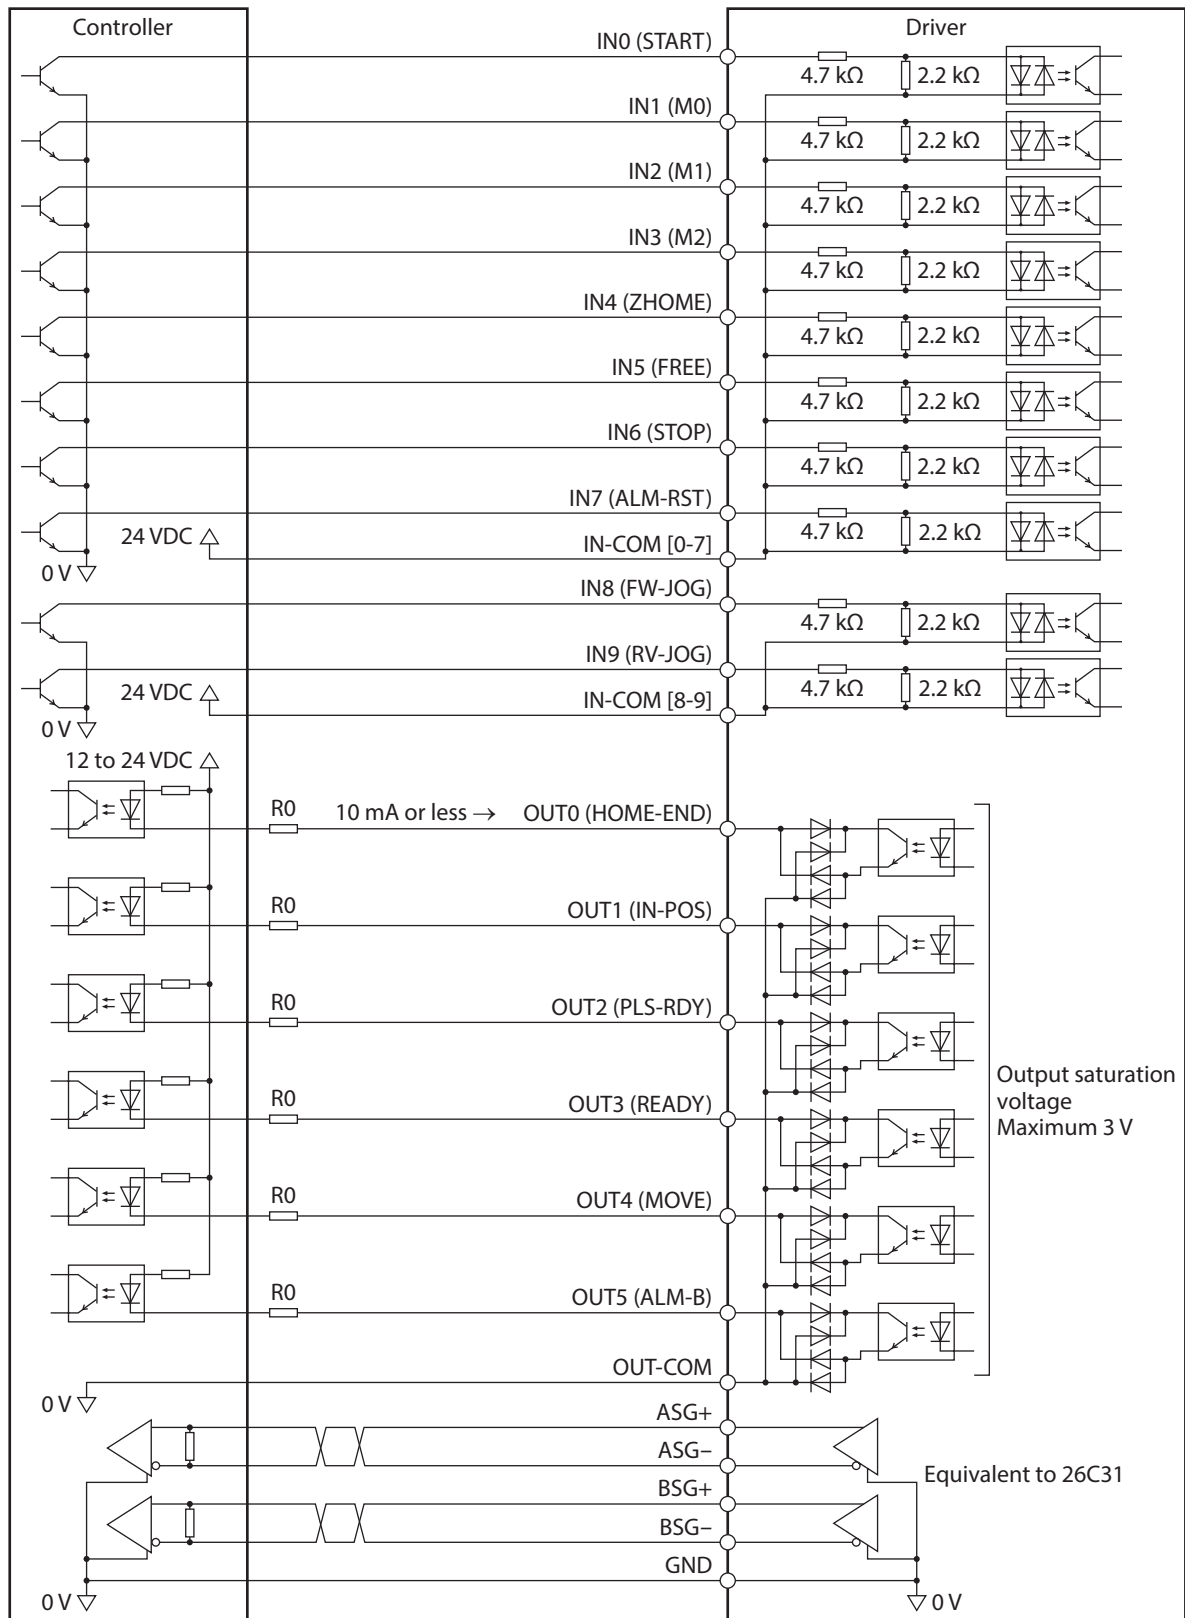 Controller
Driver
IN0 (START)
4.7 kΩ
2.2 kΩ
IN1 (M0)
4.7 kΩ
2.2 kΩ
IN2 (M1)
4.7 kΩ
2.2 kΩ
IN3 (M2)
4.7 kΩ
2.2 kΩ
IN4 (ZHOME)
4.7 kΩ
2.2 kΩ
IN5 (FREE)
4.7 kΩ
2.2 kΩ
IN6 (STOP)
4.7 kΩ
2.2 kΩ
IN7 (ALM-RST)
4.7 kΩ
2.2 kΩ
24 VDC
IN-COM [0-7]
0 V
IN8 (FW-JOG)
4.7 kΩ
2.2 kΩ
IN9 (RV-JOG)
4.7 kΩ
2.2 kΩ
24 VDC
IN-COM [8-9]
0 V
12 to 24 VDC
R0
10 mA or less →
OUT0 (HOME-END)
R0
OUT1 (IN-POS)
R0
OUT2 (PLS-RDY)
Output saturation
voltage
Maximum 3 V
R0
OUT3 (READY)
R0
OUT4 (MOVE)
R0
OUT5 (ALM-B)
OUT-COM
0 V
ASG+
ASG–
Equivalent to 26C31
BSG+
BSG–
GND
0 V
0 V